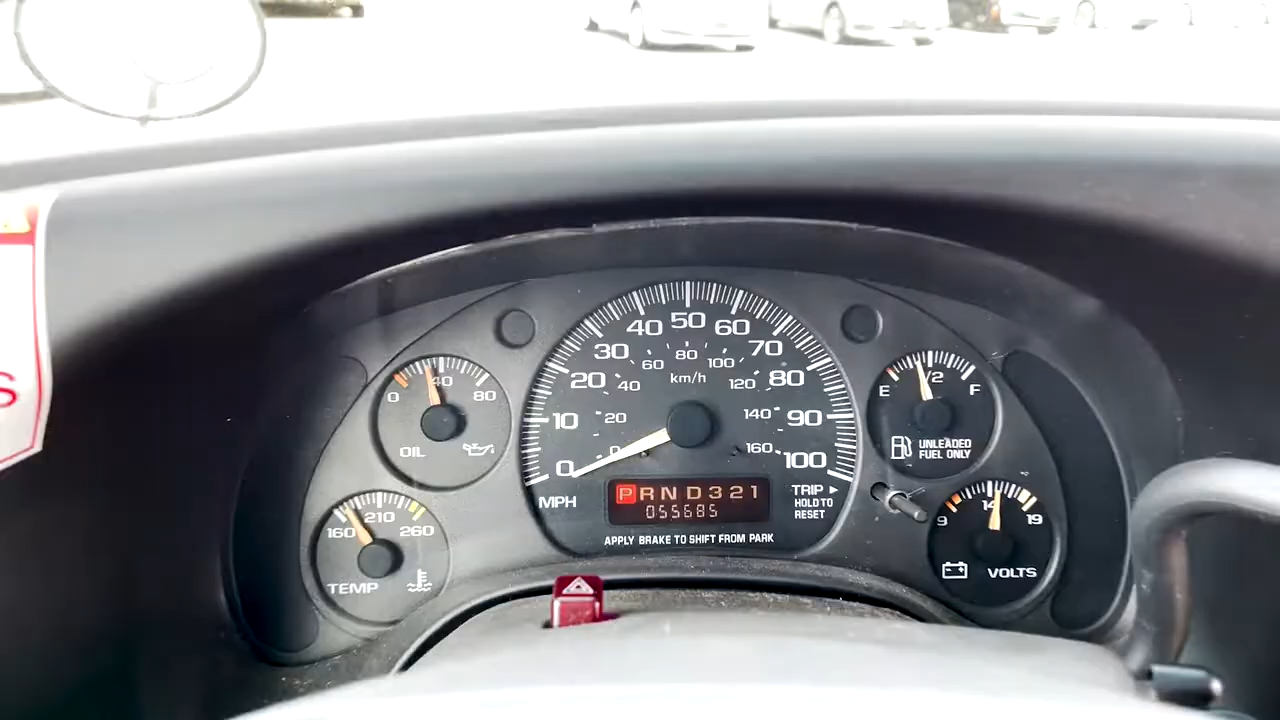 S
0 40 80
OIL
160 210 260
TEMP
0 10 20 30 40 50 60 70 80 90 100
0 20 40 60 80 100 120 140 160
km/h
MPH
PRND321
055585
TRIP ▸
HOLD TO
RESET
APPLY BRAKE TO SHIFT FROM PARK
E 1/2 F
UNLEADED
FUEL ONLY
9 14 19
VOLTS